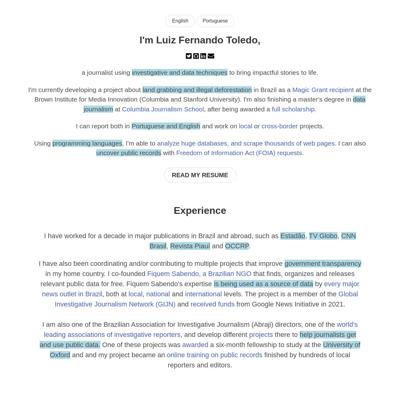 English Portuguese
I'm Luiz Fernando Toledo,
a journalist using investigative and data techniques to bring impactful stories to life.
I'm currently developing a project about land grabbing and illegal deforestation in Brazil as a Magic Grant recipient at the
Brown Institute for Media Innovation (Columbia and Stanford University). I'm also finishing a master's degree in data
journalism at Columbia Journalism School, after being awarded a full scholarship.
I can report both in Portuguese and English and work on local or cross-border projects.
Using programming languages, I'm able to analyze huge databases, and scrape thousands of web pages. I can also
uncover public records with Freedom of Information Act (FOIA) requests.
READ MY RESUME
Experience
I have worked for a decade in major publications in Brazil and abroad, such as Estadão, TV Globo, CNN
Brasil, Revista Piauí and OCCRP.
I have also been coordinating and/or contributing to multiple projects that improve government transparency
in my home country. I co-founded Fiquem Sabendo, a Brazilian NGO that finds, organizes and releases
relevant public data for free. Fiquem Sabendo's expertise is being used as a source of data by every major
news outlet in Brazil, both at local, national and international levels. The project is a member of the Global
Investigative Journalism Network (GIJN) and received funds from Google News Initiative in 2021.
I am also one of the Brazilian Association for Investigative Journalism (Abraji) directors, one of the world's
leading associations of investigative reporters, and develop different projects there to help journalists get
and use public data. One of these projects was awarded a six-month fellowship to study at the University of
Oxford and and my project became an online training on public records finished by hundreds of local
reporters and editors.